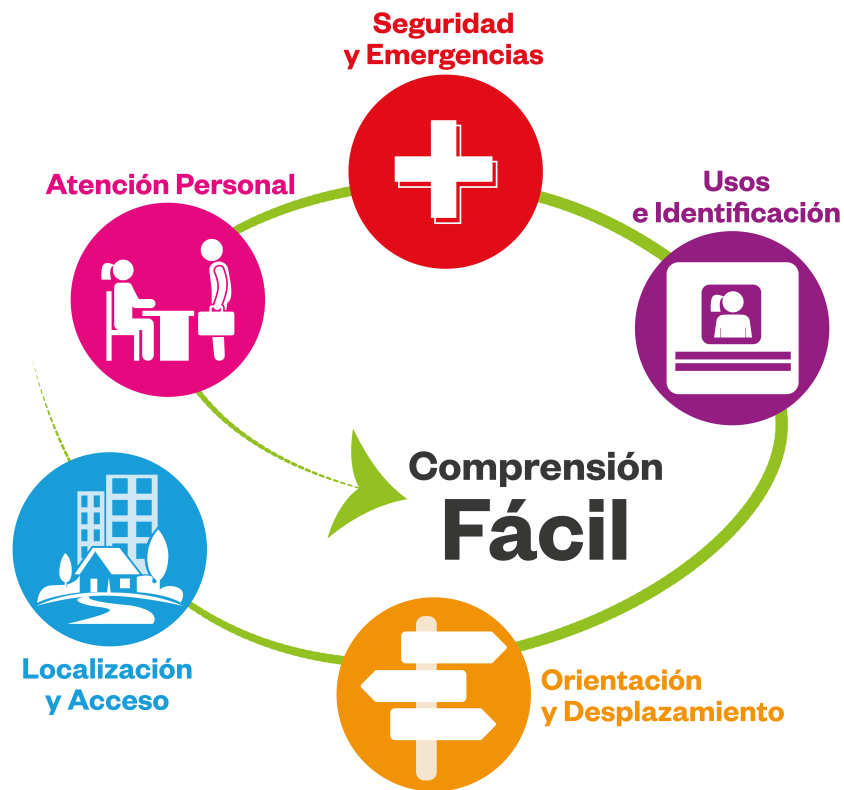 Seguridad
y Emergencias
Atención Personal
Usos
e Identificación
Comprensión
Fácil
Localización
y Acceso
Orientación
y Desplazamiento